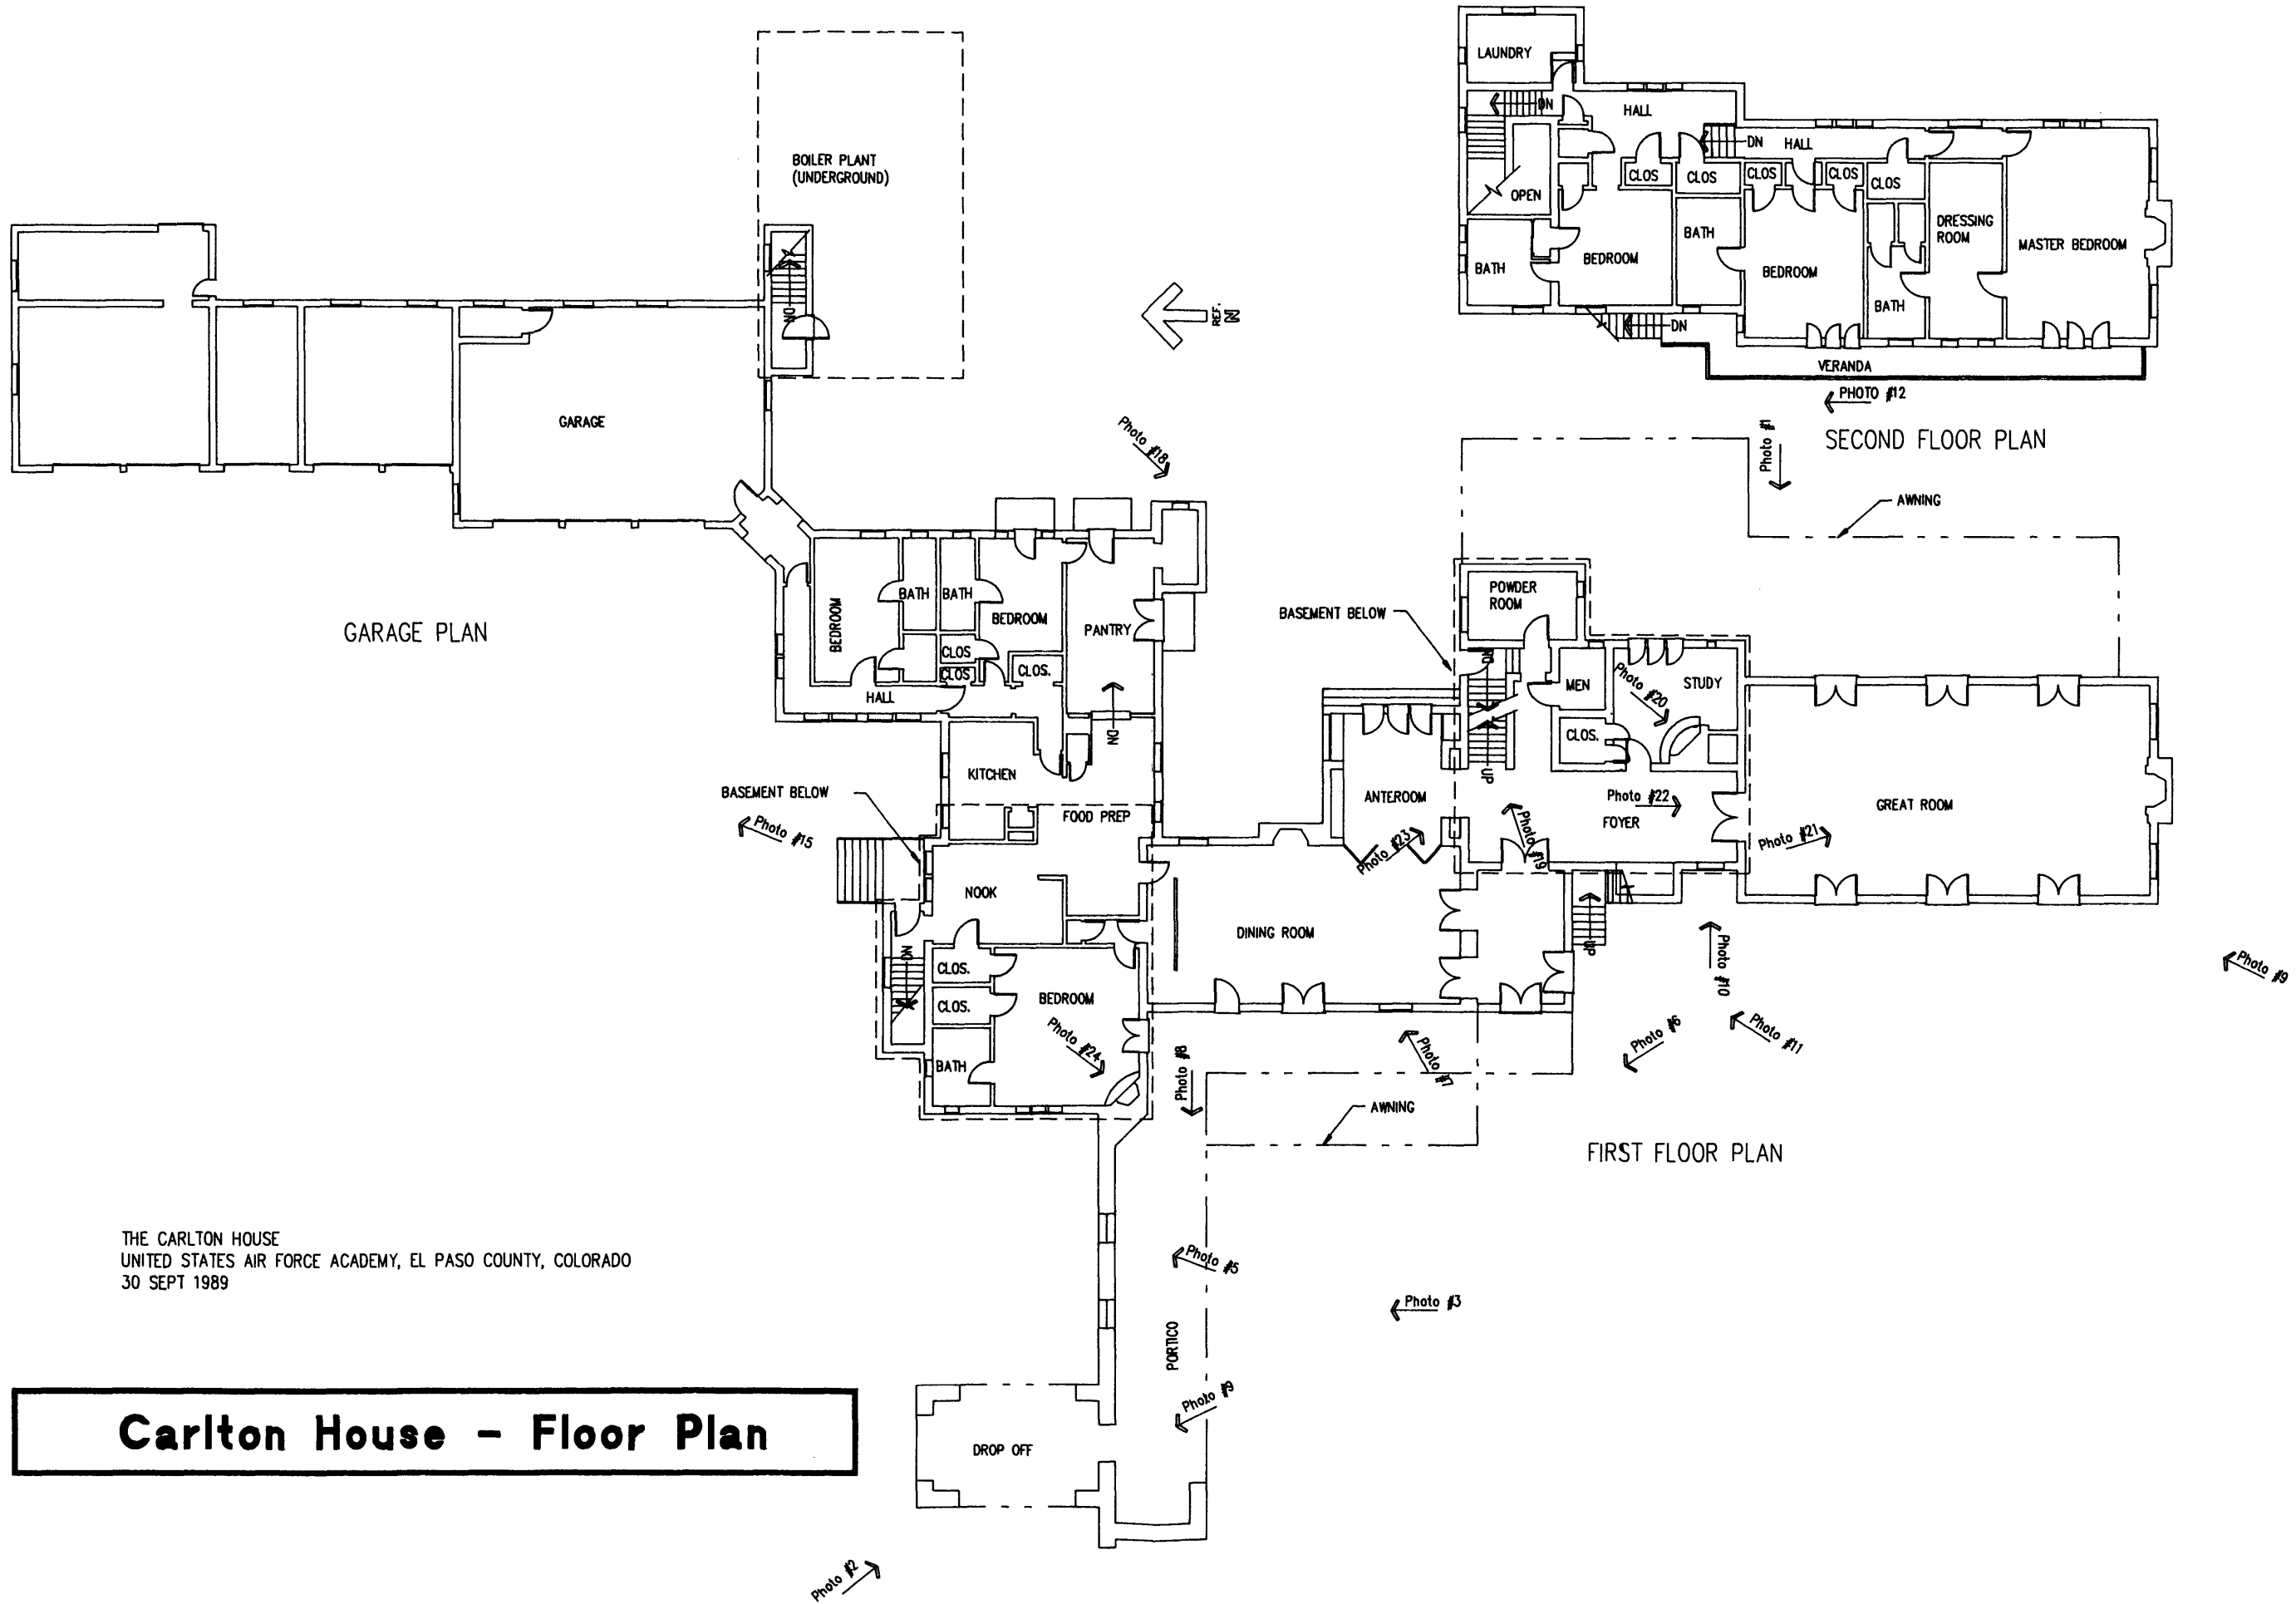 LAUNDRY
DN
HALL
DN
HALL
CLOS
CLOS
CLOS
CLOS
CLOS
OPEN
BATH
BEDROOM
BATH
BEDROOM
BATH
DRESSING
ROOM
MASTER BEDROOM
DN
VERANDA
PHOTO #12
SECOND FLOOR PLAN
BOILER PLANT
(UNDERGROUND)
DN
GARAGE
GARAGE PLAN
REF.
N
Photo #18
Photo #1
AWNING
BEDROOM
BATH
BATH
BEDROOM
PANTRY
CLOS
CLOS
CLOS.
HALL
DN
KITCHEN
BASEMENT BELOW
FOOD PREP
Photo #15
NOOK
DN
CLOS.
CLOS.
BEDROOM
Photo #24
BATH
BASEMENT BELOW
POWDER
ROOM
DN
MEN
Photo #20
STUDY
CLOS.
UP
ANTEROOM
Photo #22
FOYER
GREAT ROOM
Photo #23
Photo #19
Photo #21
DINING ROOM
UP
Photo #10
Photo #9
Photo #6
Photo #11
Photo #7
Photo #8
AWNING
FIRST FLOOR PLAN
Photo #5
Photo #3
PORTICO
Photo #9
DROP OFF
Photo #2
THE CARLTON HOUSE
UNITED STATES AIR FORCE ACADEMY, EL PASO COUNTY, COLORADO
30 SEPT 1989
Carlton House - Floor Plan